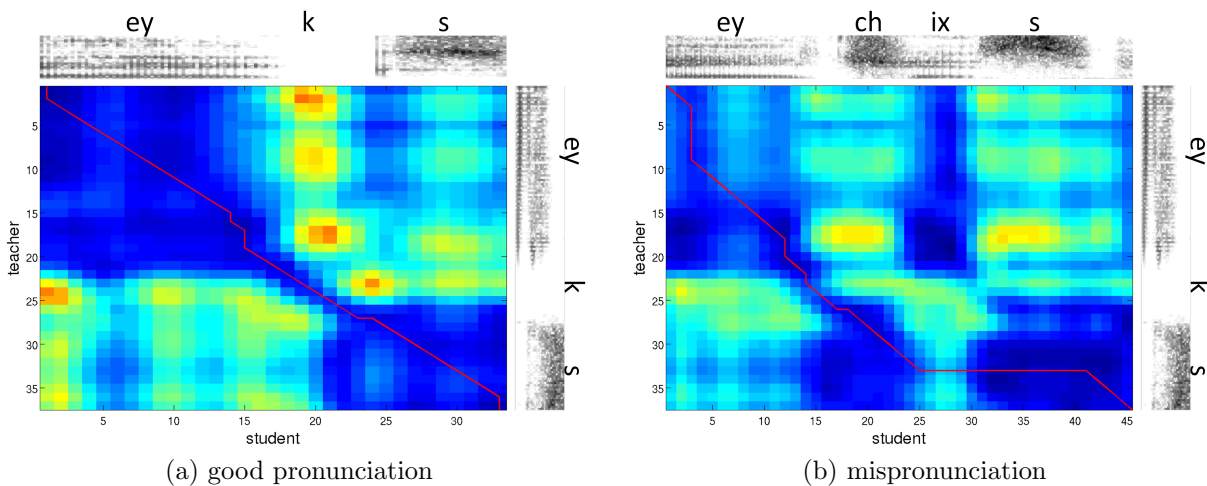 ey k s
ey
k
s
5
10
15
20
25
30
35
teacher
5 10 15 20 25 30
student
(a) good pronunciation
ey ch ix s
ey
k
s
5
10
15
20
25
30
35
teacher
5 10 15 20 25 30 35 40 45
student
(b) mispronunciation